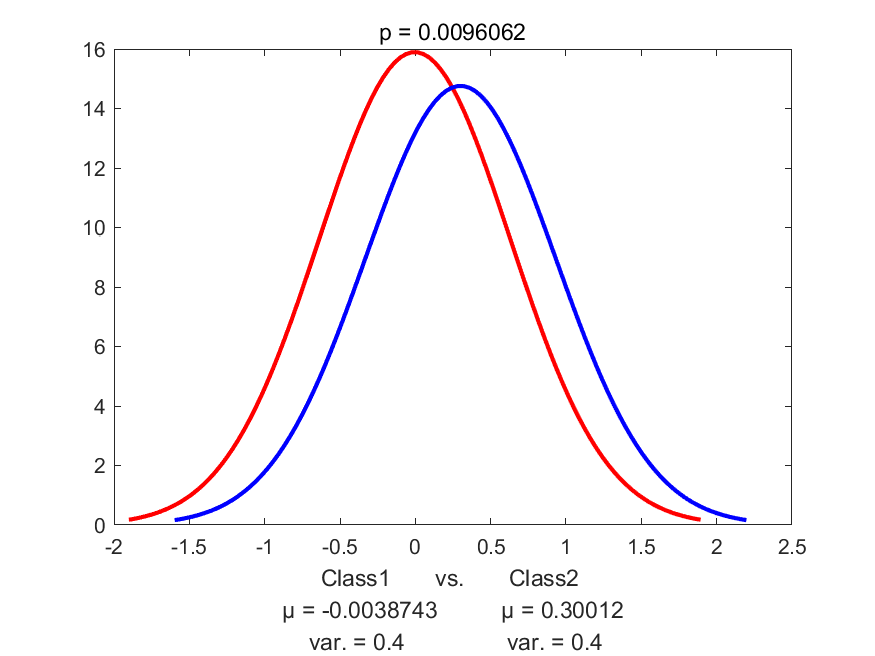 p = 0.0096062
16
14
12
10
8
6
4
2
0
-2 -1.5 -1 -0.5 0 0.5 1 1.5 2 2.5
Class1 vs. Class2
μ = -0.0038743 μ = 0.30012
var. = 0.4 var. = 0.4